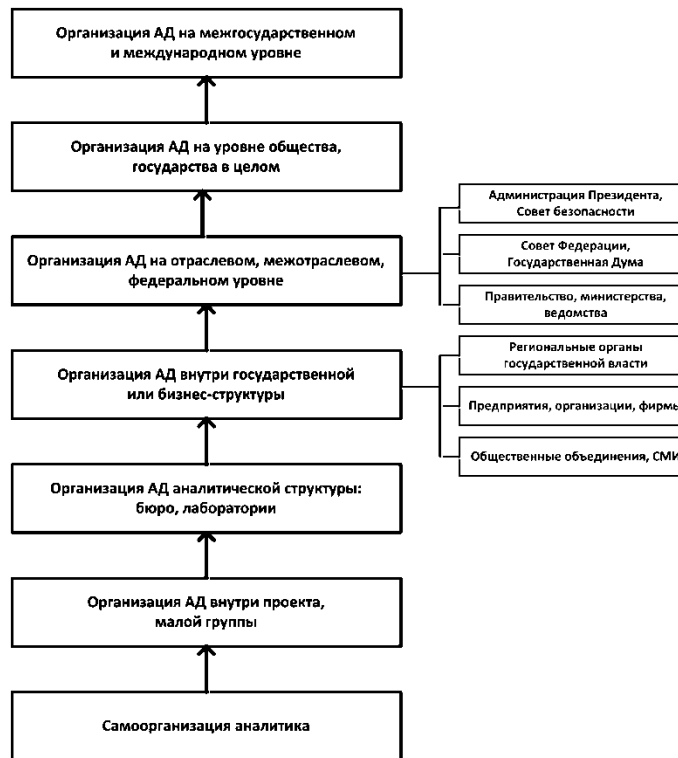 Организация АД на межгосударственном
и международном уровне
Организация АД на уровне общества,
государства в целом
Организация АД на отраслевом, межотраслевом,
федеральном уровне
Администрация Президента,
Совет безопасности
Совет Федерации,
Государственная Дума
Правительство, министерства,
ведомства
Организация АД внутри государственной
или бизнес-структуры
Региональные органы
государственной власти
Предприятия, организации, фирмы
Общественные объединения, СМИ
Организация АД аналитической структуры:
бюро, лаборатории
Организация АД внутри проекта,
малой группы
Самоорганизация аналитика